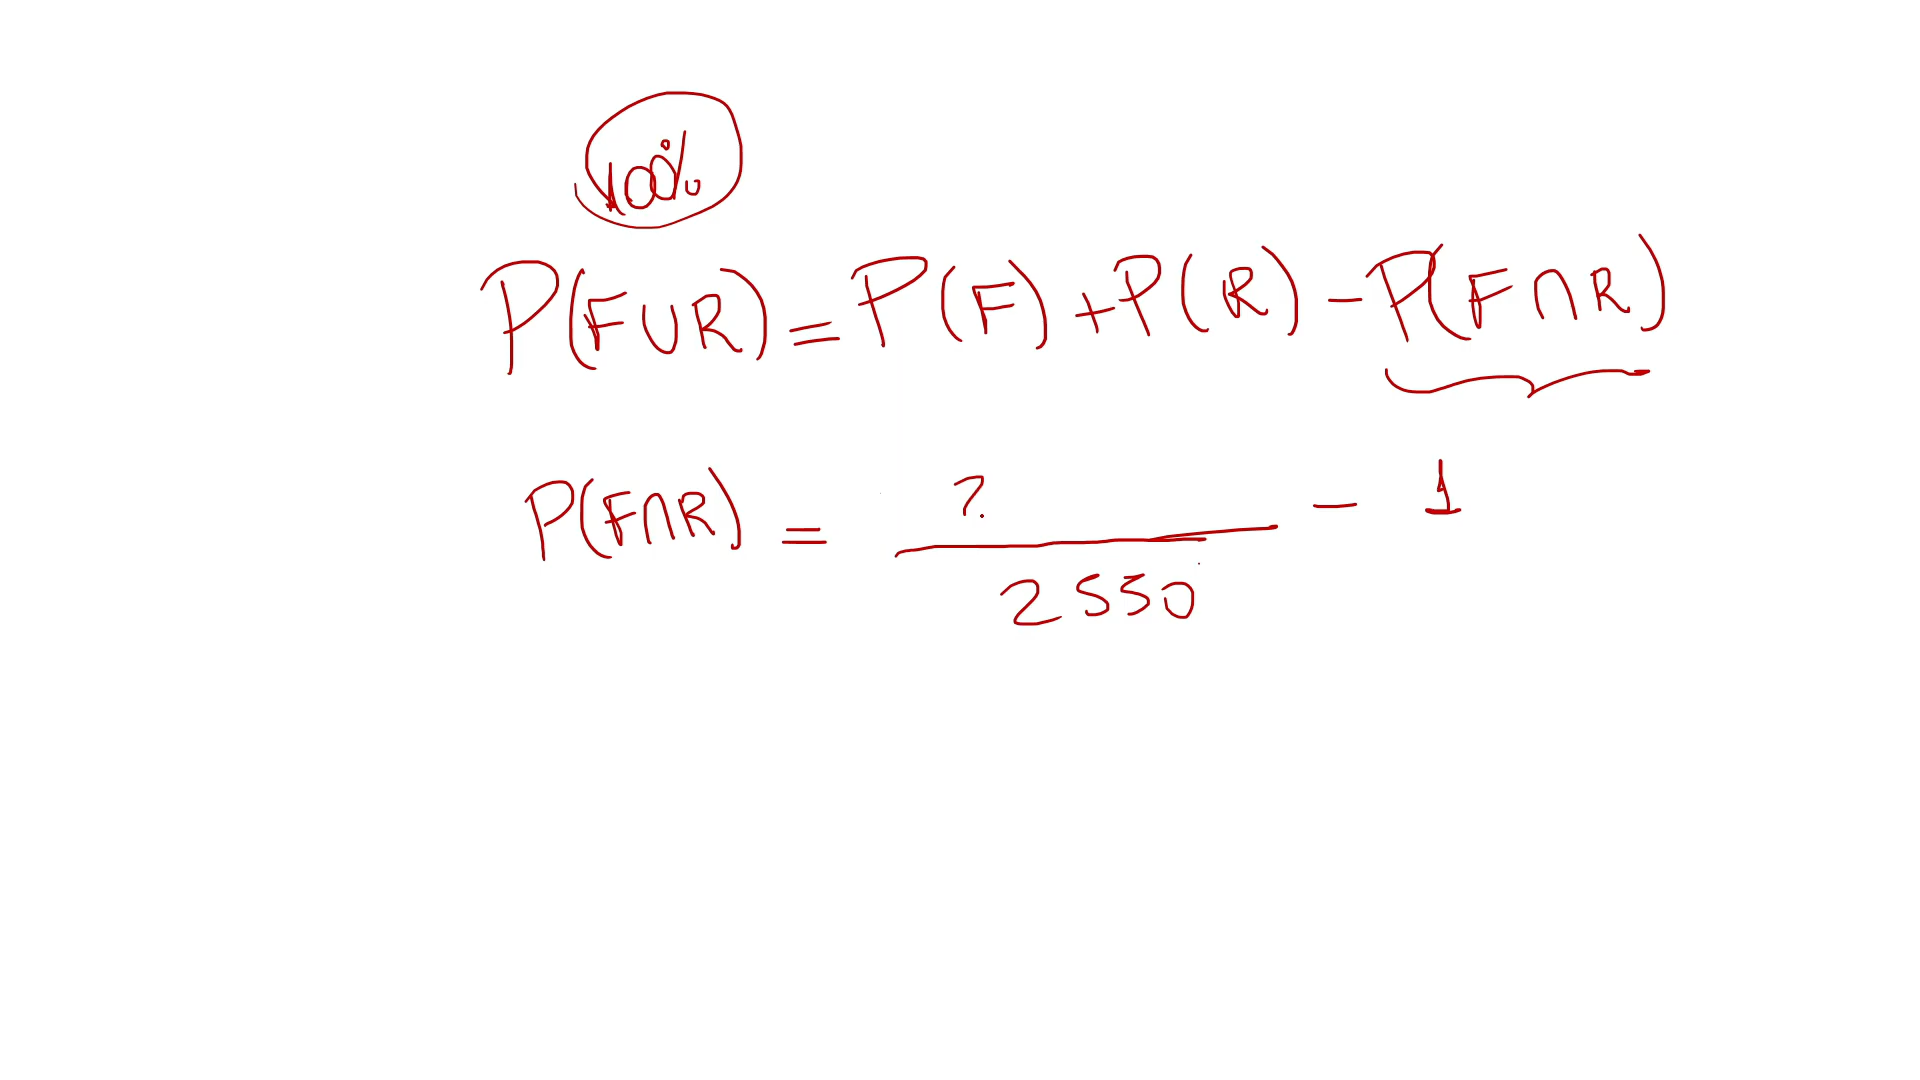 100%
P(F∪R) = P(F) + P(R) - P(F∩R)
P(F∩R) = ? - 1
2550